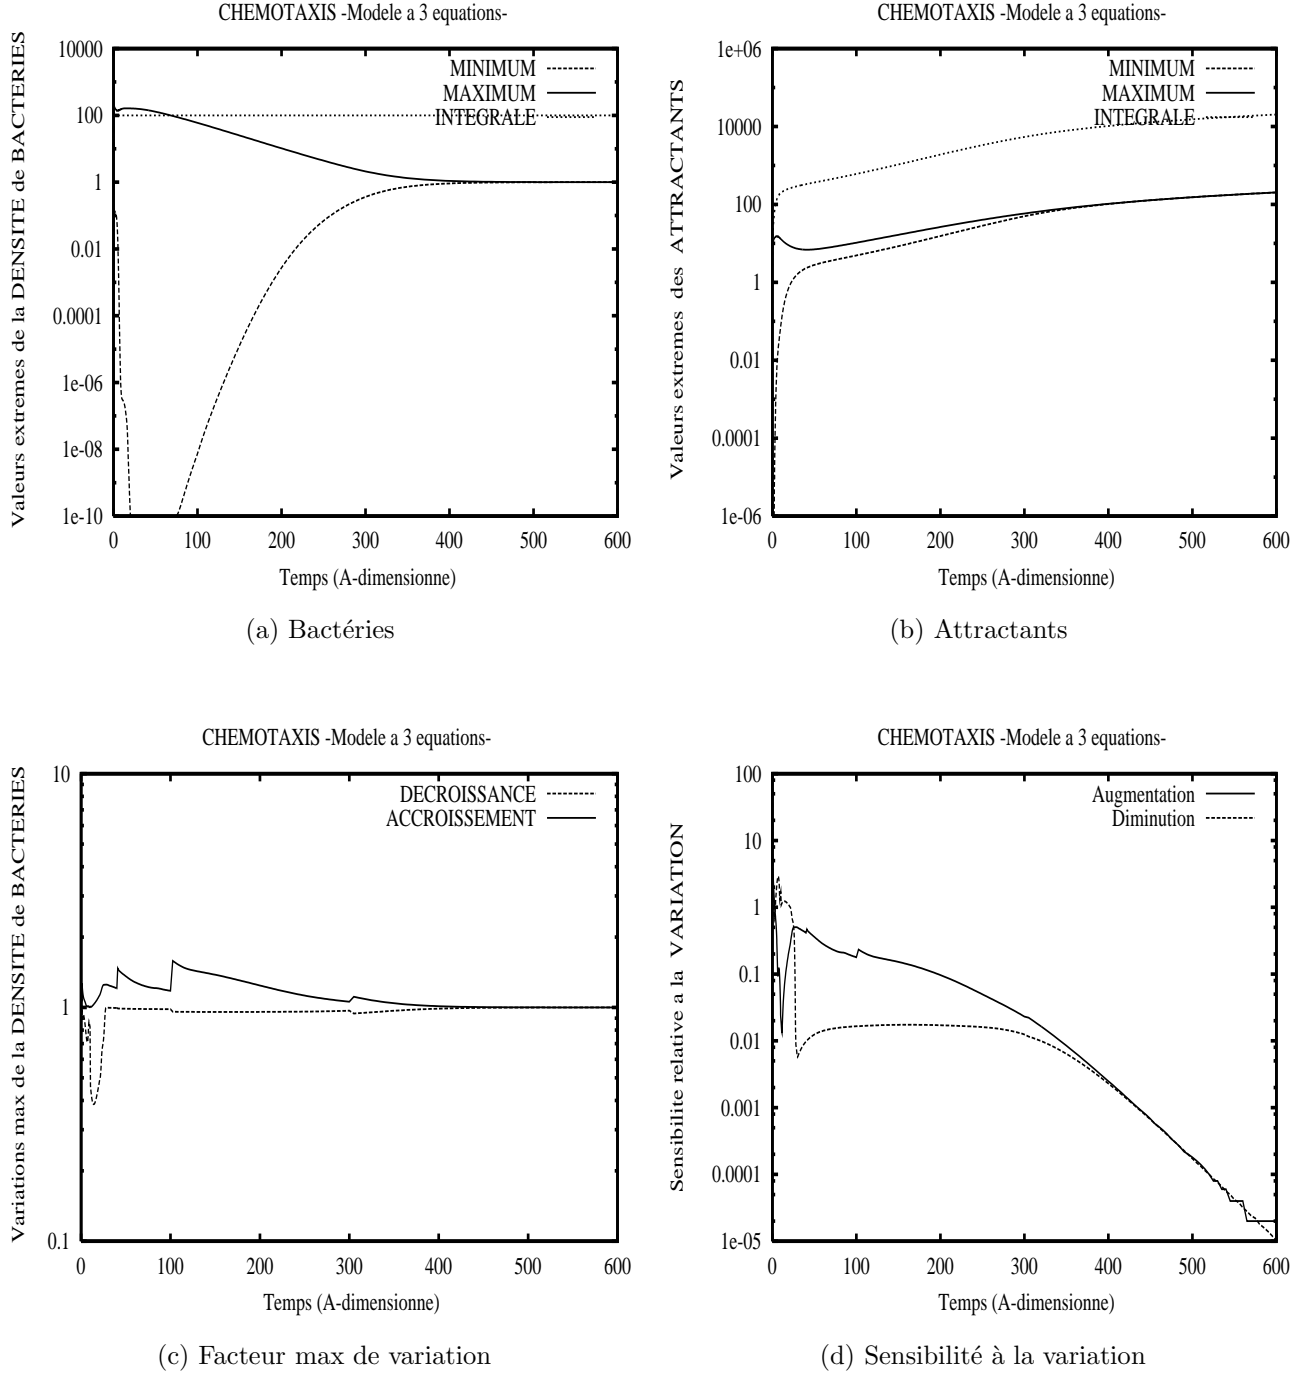 CHEMOTAXIS -Modele a 3 equations-
Valeurs extremes de la DENSITE de BACTERIES
10000
100
1
0.01
0.0001
1e-06
1e-08
1e-10
MINIMUM
MAXIMUM
INTEGRALE
0 100 200 300 400 500 600
Temps (A-dimensionne)
(a) Bactéries
CHEMOTAXIS -Modele a 3 equations-
Valeurs extremes des ATTRACTANTS
1e+06
10000
100
1
0.01
0.0001
1e-06
MINIMUM
MAXIMUM
INTEGRALE
0 100 200 300 400 500 600
Temps (A-dimensionne)
(b) Attractants
CHEMOTAXIS -Modele a 3 equations-
Variations max de la DENSITE de BACTERIES
10
1
0.1
DECROISSANCE
ACCROISSEMENT
0 100 200 300 400 500 600
Temps (A-dimensionne)
(c) Facteur max de variation
CHEMOTAXIS -Modele a 3 equations-
Sensibilite relative a la VARIATION
100
10
1
0.1
0.01
0.001
0.0001
1e-05
Augmentation
Diminution
0 100 200 300 400 500 600
Temps (A-dimensionne)
(d) Sensibilité à la variation